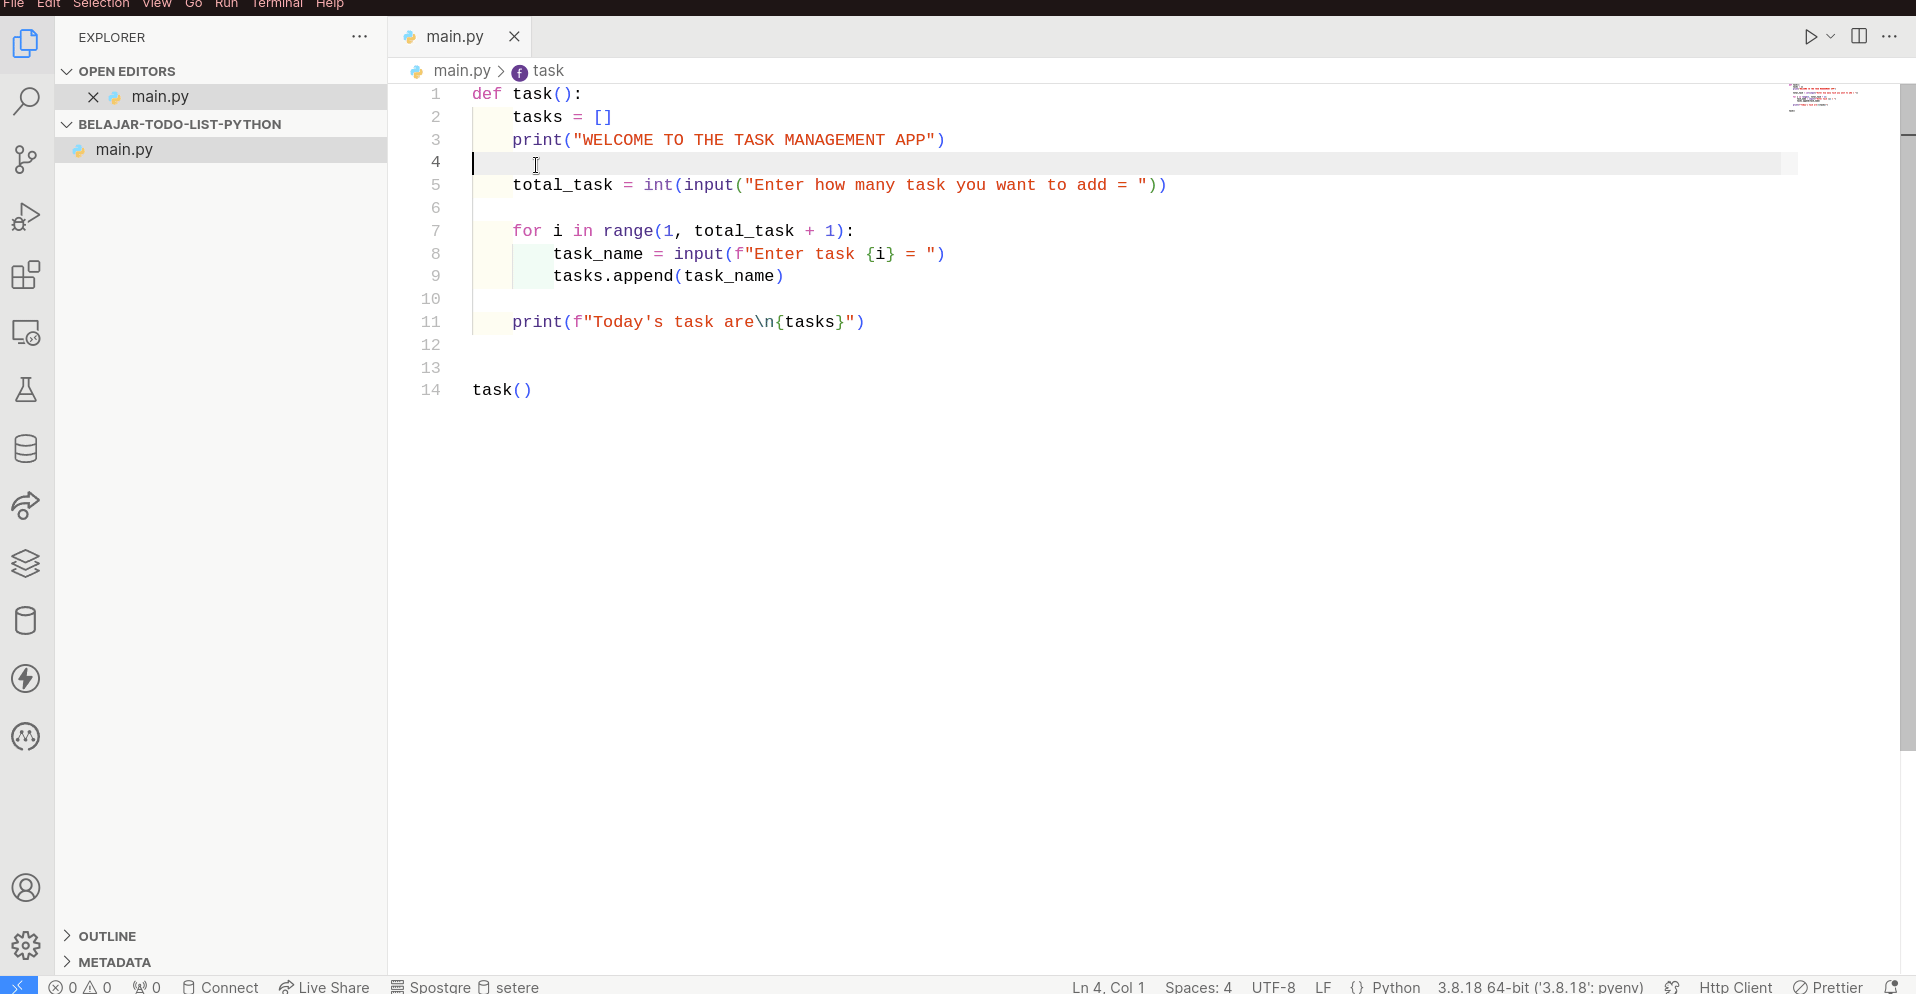 File Edit Selection View Go Run Terminal Help
EXPLORER
main.py
OPEN EDITORS
main.py > task
main.py
BELAJAR-TODO-LIST-PYTHON
main.py
1 def task():
2     tasks = []
3     print("WELCOME TO THE TASK MANAGEMENT APP")
4
5     total_task = int(input("Enter how many task you want to add = "))
6
7     for i in range(1, total_task + 1):
8         task_name = input(f"Enter task {i} = ")
9         tasks.append(task_name)
10
11     print(f"Today's task are\n{tasks}")
12
13
14 task()
OUTLINE
METADATA
0 0 0 Connect Live Share Spostgre setere Ln 4, Col 1 Spaces: 4 UTF-8 LF {} Python 3.8.18 64-bit ('3.8.18': pyenv) Http Client Prettier